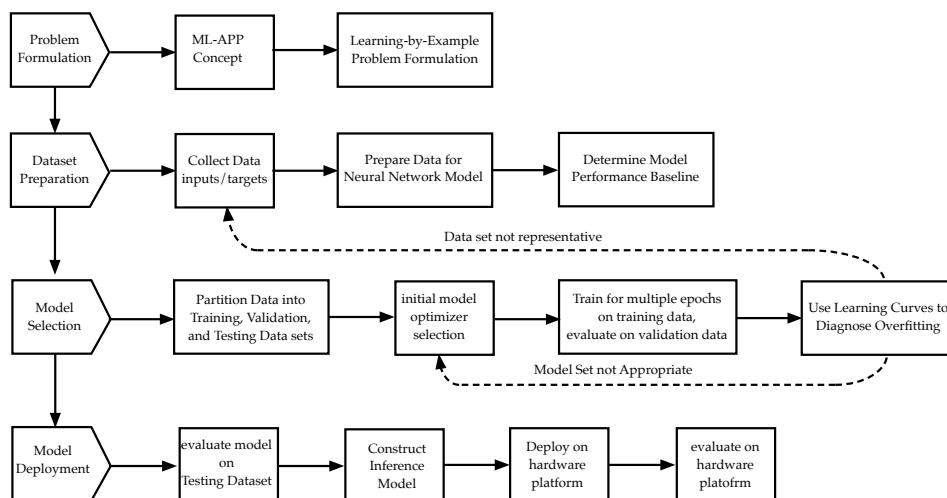 Problem
Formulation
ML-APP
Concept
Learning-by-Example
Problem Formulation
Dataset
Preparation
Collect Data
inputs/targets
Prepare Data for
Neural Network Model
Determine Model
Performance Baseline
Data set not representative
Model
Selection
Partition Data into
Training, Validation,
and Testing Data sets
initial model
optimizer
selection
Train for multiple epochs
on training data,
evaluate on validation data
Use Learning Curves to
Diagnose Overfitting
Model Set not Appropriate
Model
Deployment
evaluate model
on
Testing Dataset
Construct
Inference
Model
Deploy on
hardware
platform
evaluate on
hardware
platofrm